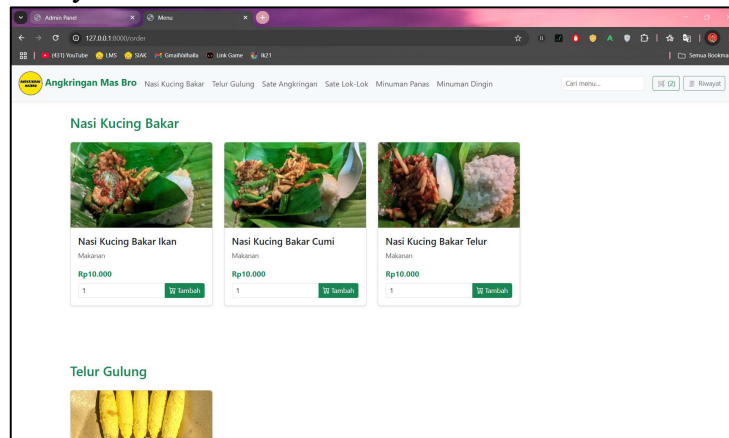 Admin Panel
Menu
127.0.0.1:8000/order
(431) YouTube
LMS
SIAK
GmailValhalla
Link Game
lk21
Semua Bookma
Angkringan Mas Bro
Nasi Kucing Bakar
Telur Gulung
Sate Angkringan
Sate Lok-Lok
Minuman Panas
Minuman Dingin
Cari menu...
(2)
Riwayat
Nasi Kucing Bakar
Nasi Kucing Bakar Ikan
Makanan
Rp10.000
1
Tambah
Nasi Kucing Bakar Cumi
Makanan
Rp10.000
1
Tambah
Nasi Kucing Bakar Telur
Makanan
Rp10.000
1
Tambah
Telur Gulung